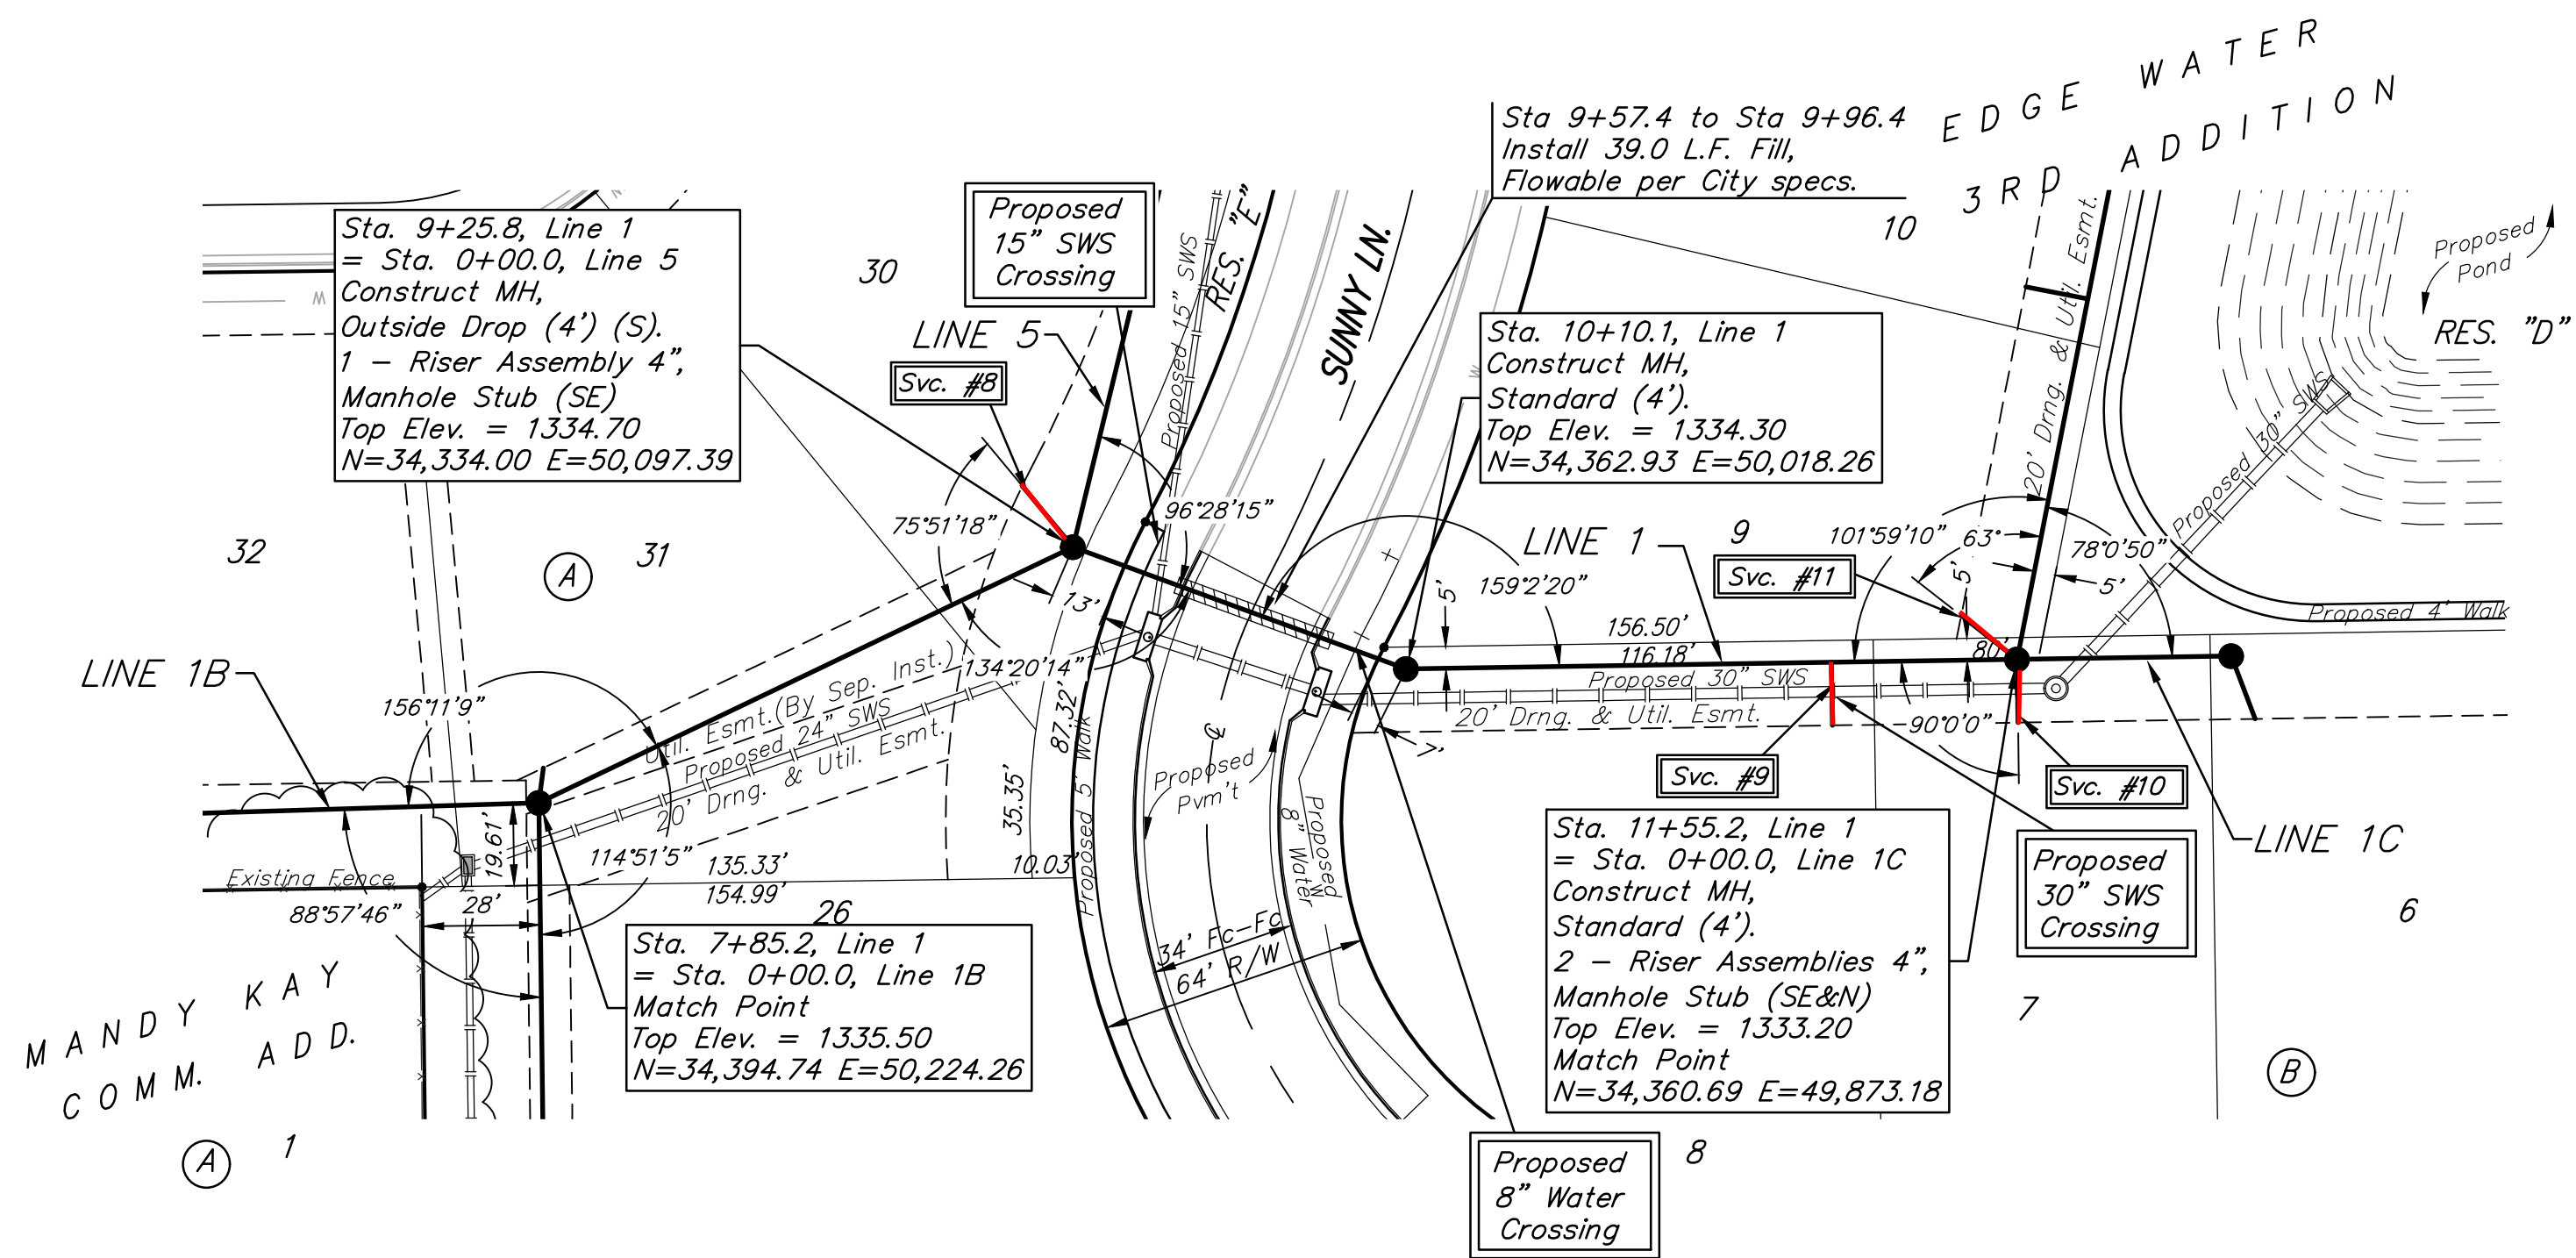 EDGE WATER
3RD ADDITION
Sta 9+57.4 to Sta 9+96.4
Install 39.0 L.F. Fill,
Flowable per City specs.
Sta. 9+25.8, Line 1
= Sta. 0+00.0, Line 5
Construct MH,
Outside Drop (4') (S).
1 – Riser Assembly 4",
Manhole Stub (SE)
Top Elev. = 1334.70
N=34,334.00 E=50,097.39
Proposed
15" SWS
Crossing
30
LINE 5
Svc. #8
Proposed 15" SWS
RES. "E"
SUNNY LN.
10
20' Drng. & Util. Esmt.
Proposed
Pond
RES. "D"
Sta. 10+10.1, Line 1
Construct MH,
Standard (4').
Top Elev. = 1334.30
N=34,362.93 E=50,018.26
Proposed 30" SWS
32
A
31
75°51'18"
96°28'15"
13'
134°20'14"
159°2'20"
LINE 1
9
Svc. #11
101°59'10"
63°
78°0'50"
5'
5'
5'
Proposed 4' Walk
156.50'
116.18'
80'
Proposed 30" SWS
20' Drng. & Util. Esmt.
7'
90°0'0"
LINE 1B
156°11'9"
Util. Esmt.(By Sep. Inst.)
Proposed 24" SWS
20' Drng. & Util. Esmt.
87.32'
35.35'
Proposed 5' Walk
Proposed
Pvm't
Proposed
8" Water
W
W
W
W
W
Svc. #9
Svc. #10
LINE 1C
19.61'
114°51'5"
135.33'
10.03'
154.99'
Existing Fence
28'
88°57'46"
26
34' Fc-Fc
64' R/W
Sta. 7+85.2, Line 1
= Sta. 0+00.0, Line 1B
Match Point
Top Elev. = 1335.50
N=34,394.74 E=50,224.26
Sta. 11+55.2, Line 1
= Sta. 0+00.0, Line 1C
Construct MH,
Standard (4').
2 – Riser Assemblies 4",
Manhole Stub (SE&N)
Top Elev. = 1333.20
Match Point
N=34,360.69 E=49,873.18
Proposed
30" SWS
Crossing
6
7
B
MANDY KAY
COMM. ADD.
A
1
8
Proposed
8" Water
Crossing